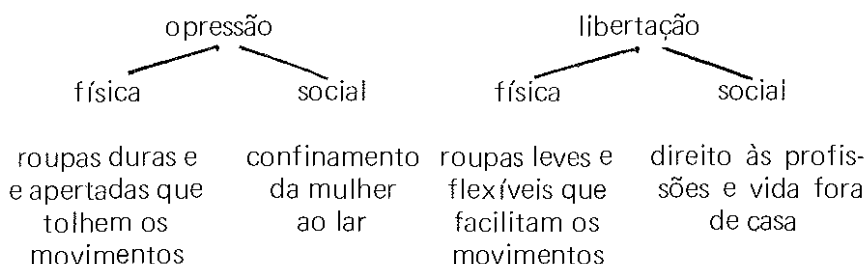 opressão
libertação
física
social
física
social
roupas duras e
e apertadas que
tolhem os
movimentos
confinamento
da mulher
ao lar
roupas leves e
flexíveis que
facilitam os
movimentos
direito às profis-
sões e vida fora
de casa